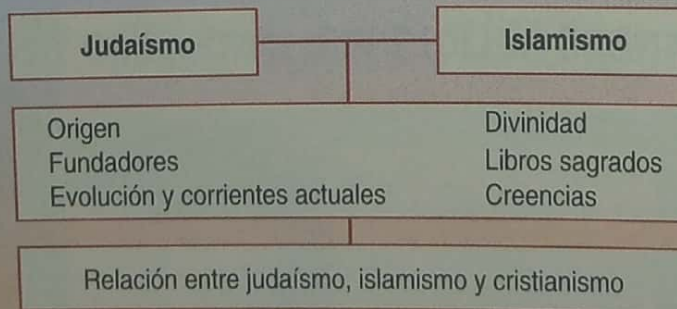 Judaísmo
Islamismo
Origen
Fundadores
Evolución y corrientes actuales
Divinidad
Libros sagrados
Creencias
Relación entre judaísmo, islamismo y cristianismo